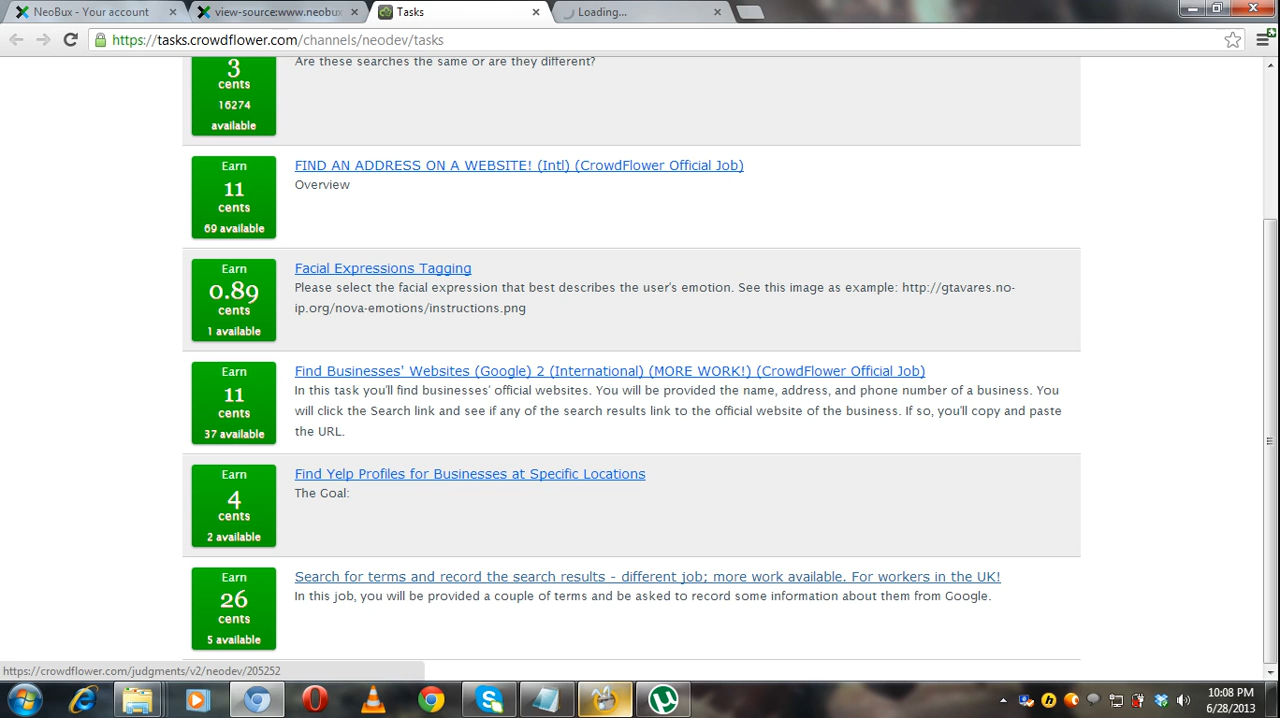 NeoBux - Your account
view-source:www.neobux
Tasks
Loading...
https://tasks.crowdflower.com/channels/neodev/tasks
3
cents
16274
available
Are these searches the same or are they different?
Earn
11
cents
69 available
FIND AN ADDRESS ON A WEBSITE! (Intl) (CrowdFlower Official Job)
Overview
Earn
0.89
cents
1 available
Facial Expressions Tagging
Please select the facial expression that best describes the user's emotion. See this image as example: http://gtavares.no-
ip.org/nova-emotions/instructions.png
Earn
11
cents
37 available
Find Businesses' Websites (Google) 2 (International) (MORE WORK!) (CrowdFlower Official Job)
In this task you'll find businesses' official websites. You will be provided the name, address, and phone number of a business. You
will click the Search link and see if any of the search results link to the official website of the business. If so, you'll copy and paste
the URL.
Earn
4
cents
2 available
Find Yelp Profiles for Businesses at Specific Locations
The Goal:
Earn
26
cents
5 available
Search for terms and record the search results - different job; more work available. For workers in the UK!
In this job, you will be provided a couple of terms and be asked to record some information about them from Google.
https://crowdflower.com/judgments/v2/neodev/205252
10:08 PM
6/28/2013